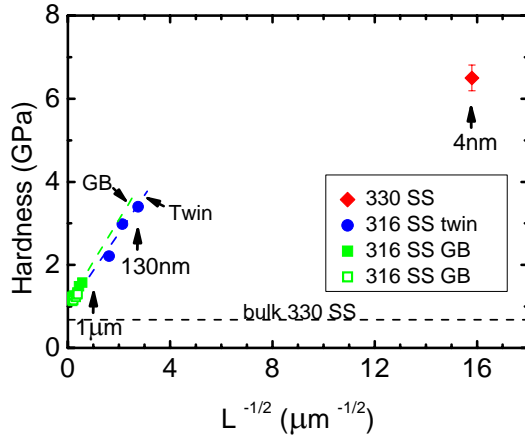 8
6
4
2
0
Hardness (GPa)
GB
Twin
130nm
1μm
4nm
330 SS
316 SS twin
316 SS GB
316 SS GB
bulk 330 SS
0 4 8 12 16
L -1/2 (μm -1/2)